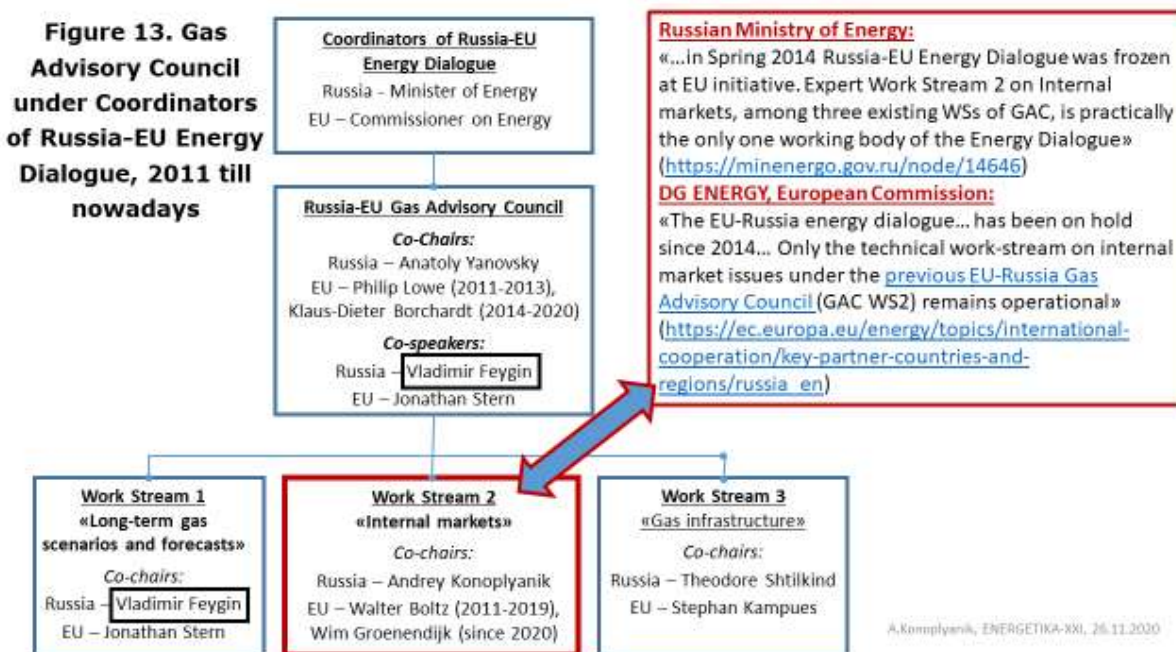 Figure 13. Gas
Advisory Council
under Coordinators
of Russia-EU Energy
Dialogue, 2011 till
nowadays
Coordinators of Russia-EU
Energy Dialogue
Russia - Minister of Energy
EU – Commissioner on Energy
Russia-EU Gas Advisory Council
Co-Chairs:
Russia – Anatoly Yanovsky
EU – Philip Lowe (2011-2013),
Klaus-Dieter Borchardt (2014-2020)
Co-speakers:
Russia – Vladimir Feygin
EU – Jonathan Stern
Russian Ministry of Energy:
«...in Spring 2014 Russia-EU Energy Dialogue was frozen
at EU initiative. Expert Work Stream 2 on Internal
markets, among three existing WSs of GAC, is practically
the only one working body of the Energy Dialogue»
(https://minenergo.gov.ru/node/14646)
DG ENERGY, European Commission:
«The EU-Russia energy dialogue... has been on hold
since 2014... Only the technical work-stream on internal
market issues under the previous EU-Russia Gas
Advisory Council (GAC WS2) remains operational»
(https://ec.europa.eu/energy/topics/international-
cooperation/key-partner-countries-and-
regions/russia_en)
Work Stream 1
«Long-term gas
scenarios and forecasts»
Co-chairs:
Russia – Vladimir Feygin
EU – Jonathan Stern
Work Stream 2
«Internal markets»
Co-chairs:
Russia – Andrey Konoplyanik
EU – Walter Boltz (2011-2019),
Wim Groenendijk (since 2020)
Work Stream 3
«Gas infrastructure»
Co-chairs:
Russia – Theodore Shtilkind
EU – Stephan Kampues
A.Konoplyanik, ENERGETIKA-XXI, 26.11.2020